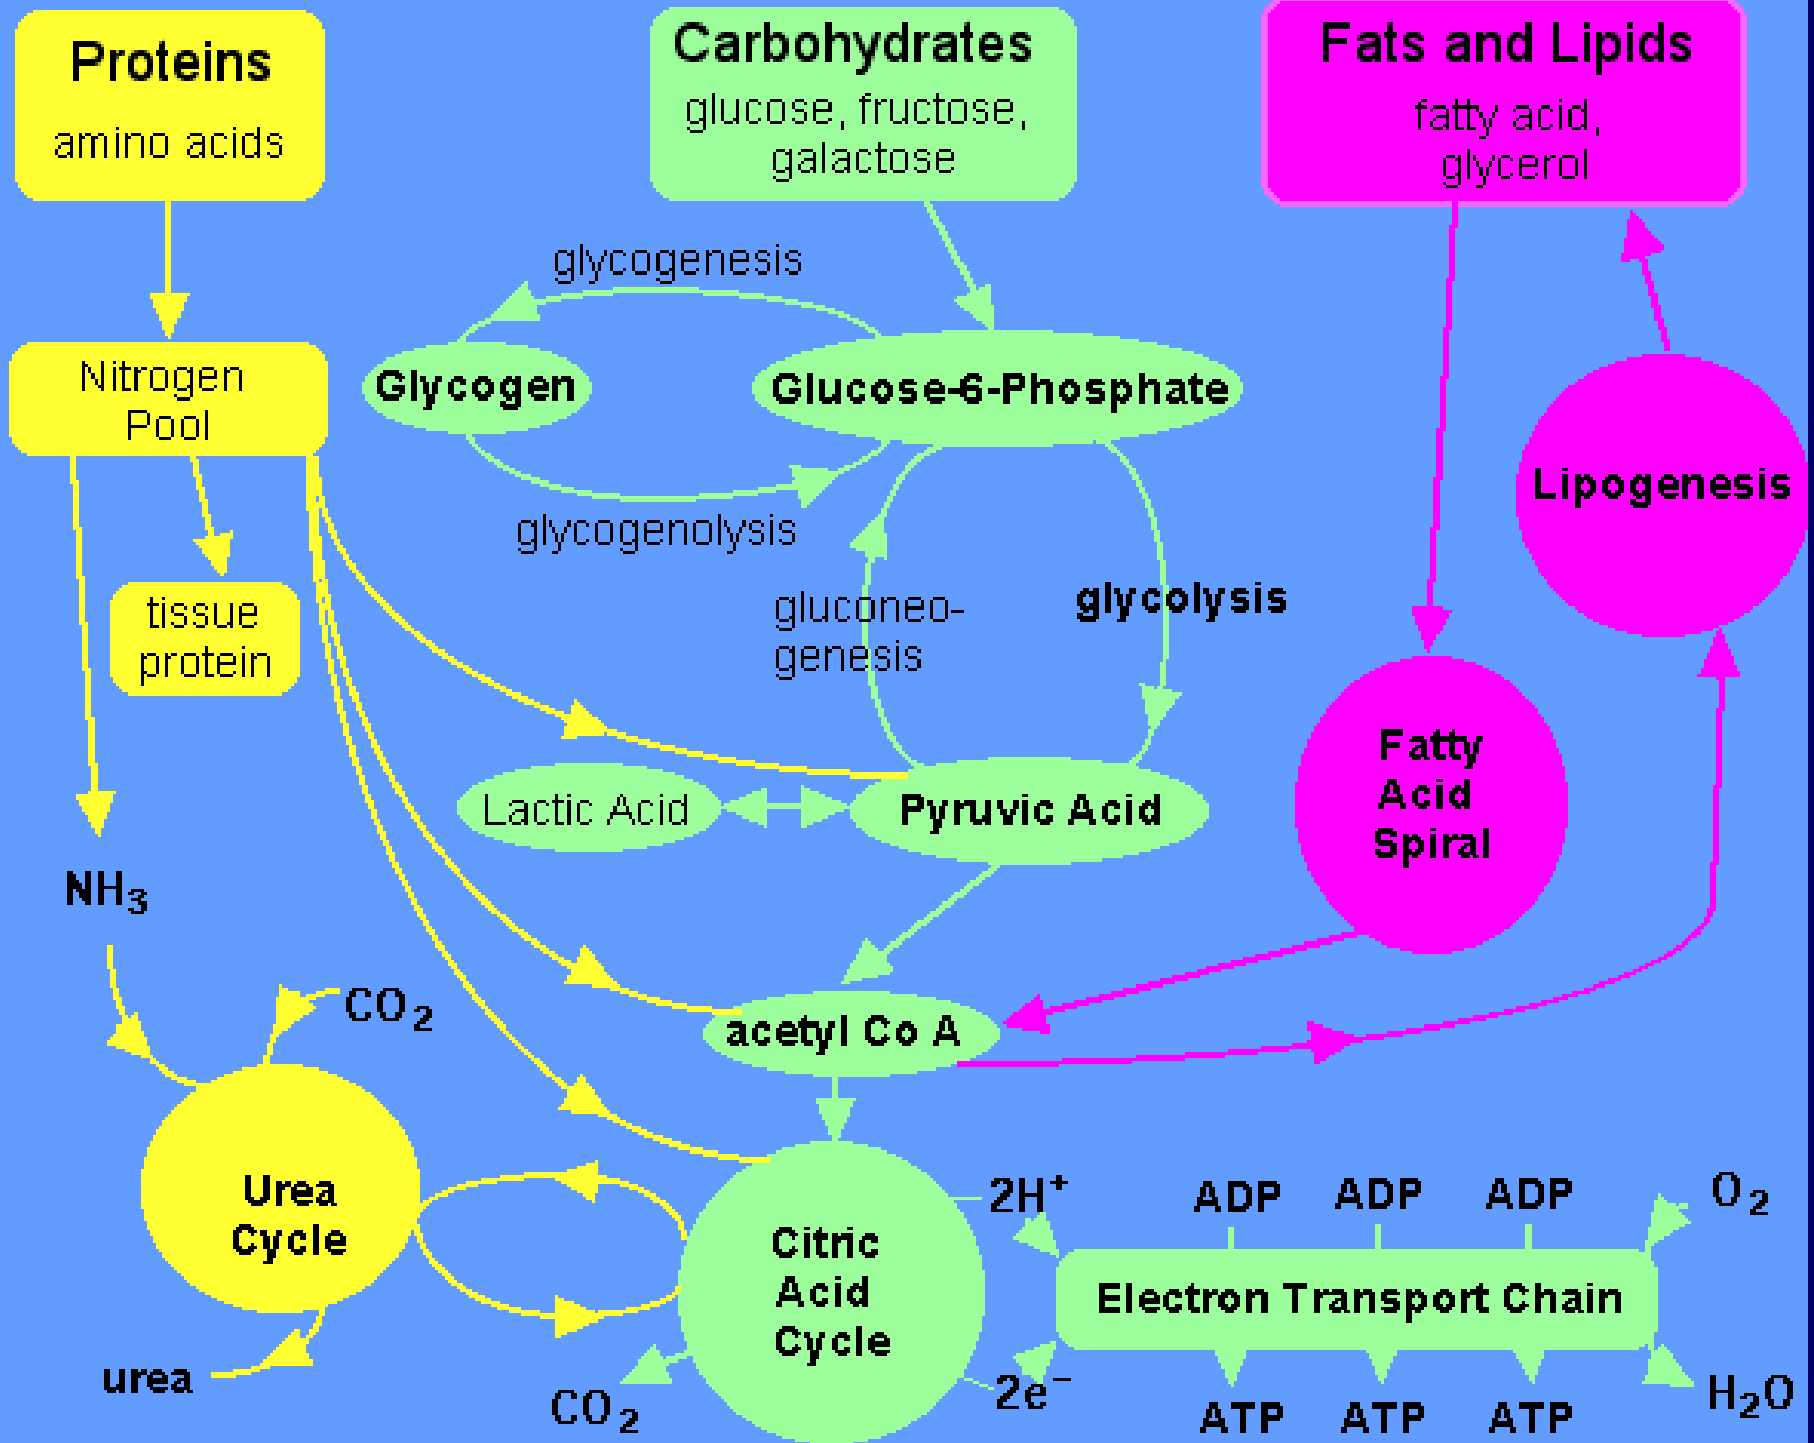 Proteins
amino acids
Carbohydrates
glucose, fructose,
galactose
Fats and Lipids
fatty acid,
glycerol
glycogenesis
Nitrogen
Pool
Glycogen
Glucose-6-Phosphate
Lipogenesis
glycogenolysis
tissue
protein
gluconeo-
genesis
glycolysis
Fatty
Acid
Spiral
Lactic Acid
Pyruvic Acid
NH₃
CO₂
acetyl Co A
Urea
Cycle
Citric
Acid
Cycle
2H⁺
ADP
ADP
ADP
O₂
Electron Transport Chain
urea
CO₂
2e⁻
ATP
ATP
ATP
H₂O